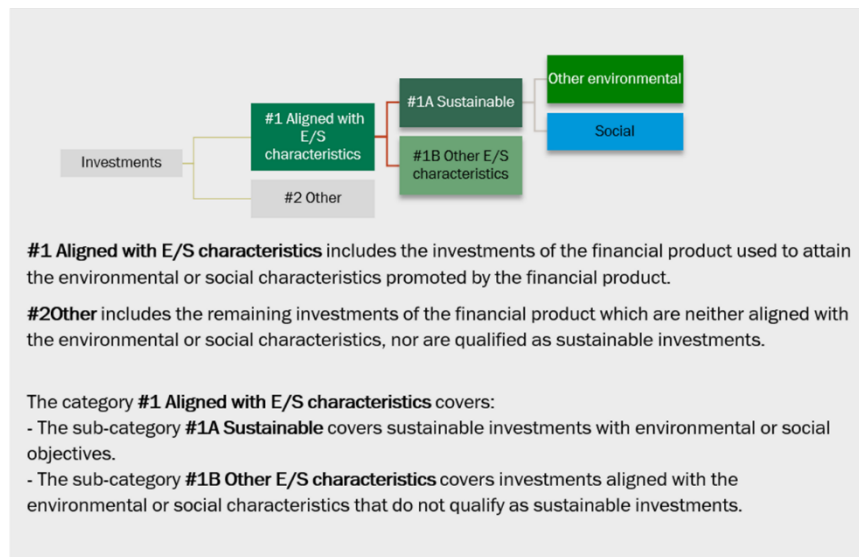 Other environmental
#1A Sustainable
#1 Aligned with
E/S
characteristics
Social
Investments
#1B Other E/S
characteristics
#2 Other
#1 Aligned with E/S characteristics includes the investments of the financial product used to attain
the environmental or social characteristics promoted by the financial product.
#2Other includes the remaining investments of the financial product which are neither aligned with
the environmental or social characteristics, nor are qualified as sustainable investments.
The category #1 Aligned with E/S characteristics covers:
- The sub-category #1A Sustainable covers sustainable investments with environmental or social
objectives.
- The sub-category #1B Other E/S characteristics covers investments aligned with the
environmental or social characteristics that do not qualify as sustainable investments.